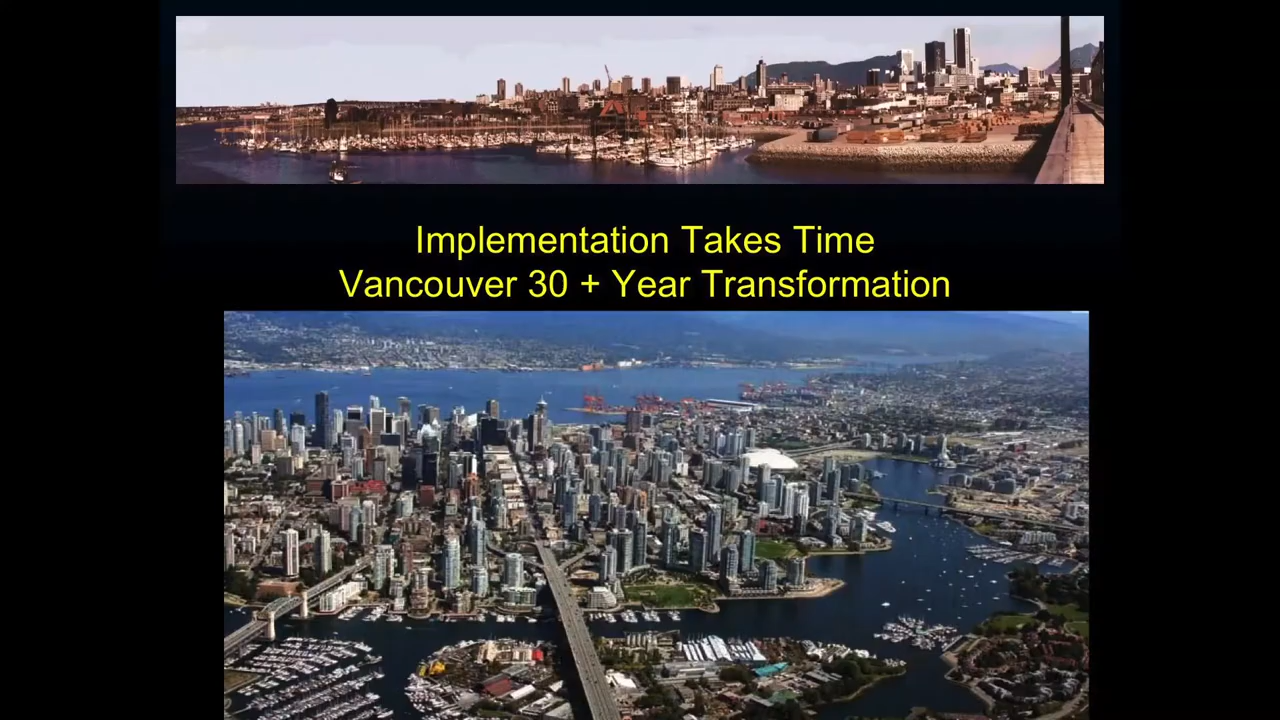 Implementation Takes Time
Vancouver 30 + Year Transformation